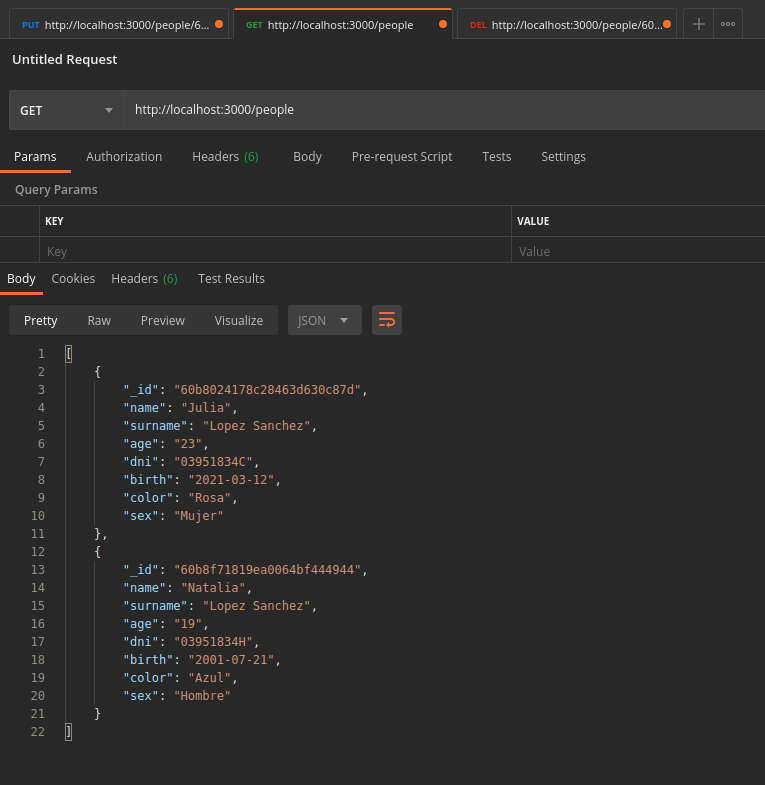 PUT http://localhost:3000/people/6...
GET http://localhost:3000/people
DEL http://localhost:3000/people/60...
Untitled Request
GET http://localhost:3000/people
Params Authorization Headers (6) Body Pre-request Script Tests Settings
Query Params
KEY VALUE
Key Value
Body Cookies Headers (6) Test Results
Pretty Raw Preview Visualize JSON
1 [
2 {
3 "_id": "60b8024178c28463d630c87d",
4 "name": "Julia",
5 "surname": "Lopez Sanchez",
6 "age": "23",
7 "dni": "03951834C",
8 "birth": "2021-03-12",
9 "color": "Rosa",
10 "sex": "Mujer"
11 },
12 {
13 "_id": "60b8f71819ea0064bf444944",
14 "name": "Natalia",
15 "surname": "Lopez Sanchez",
16 "age": "19",
17 "dni": "03951834H",
18 "birth": "2001-07-21",
19 "color": "Azul",
20 "sex": "Hombre"
21 }
22 ]